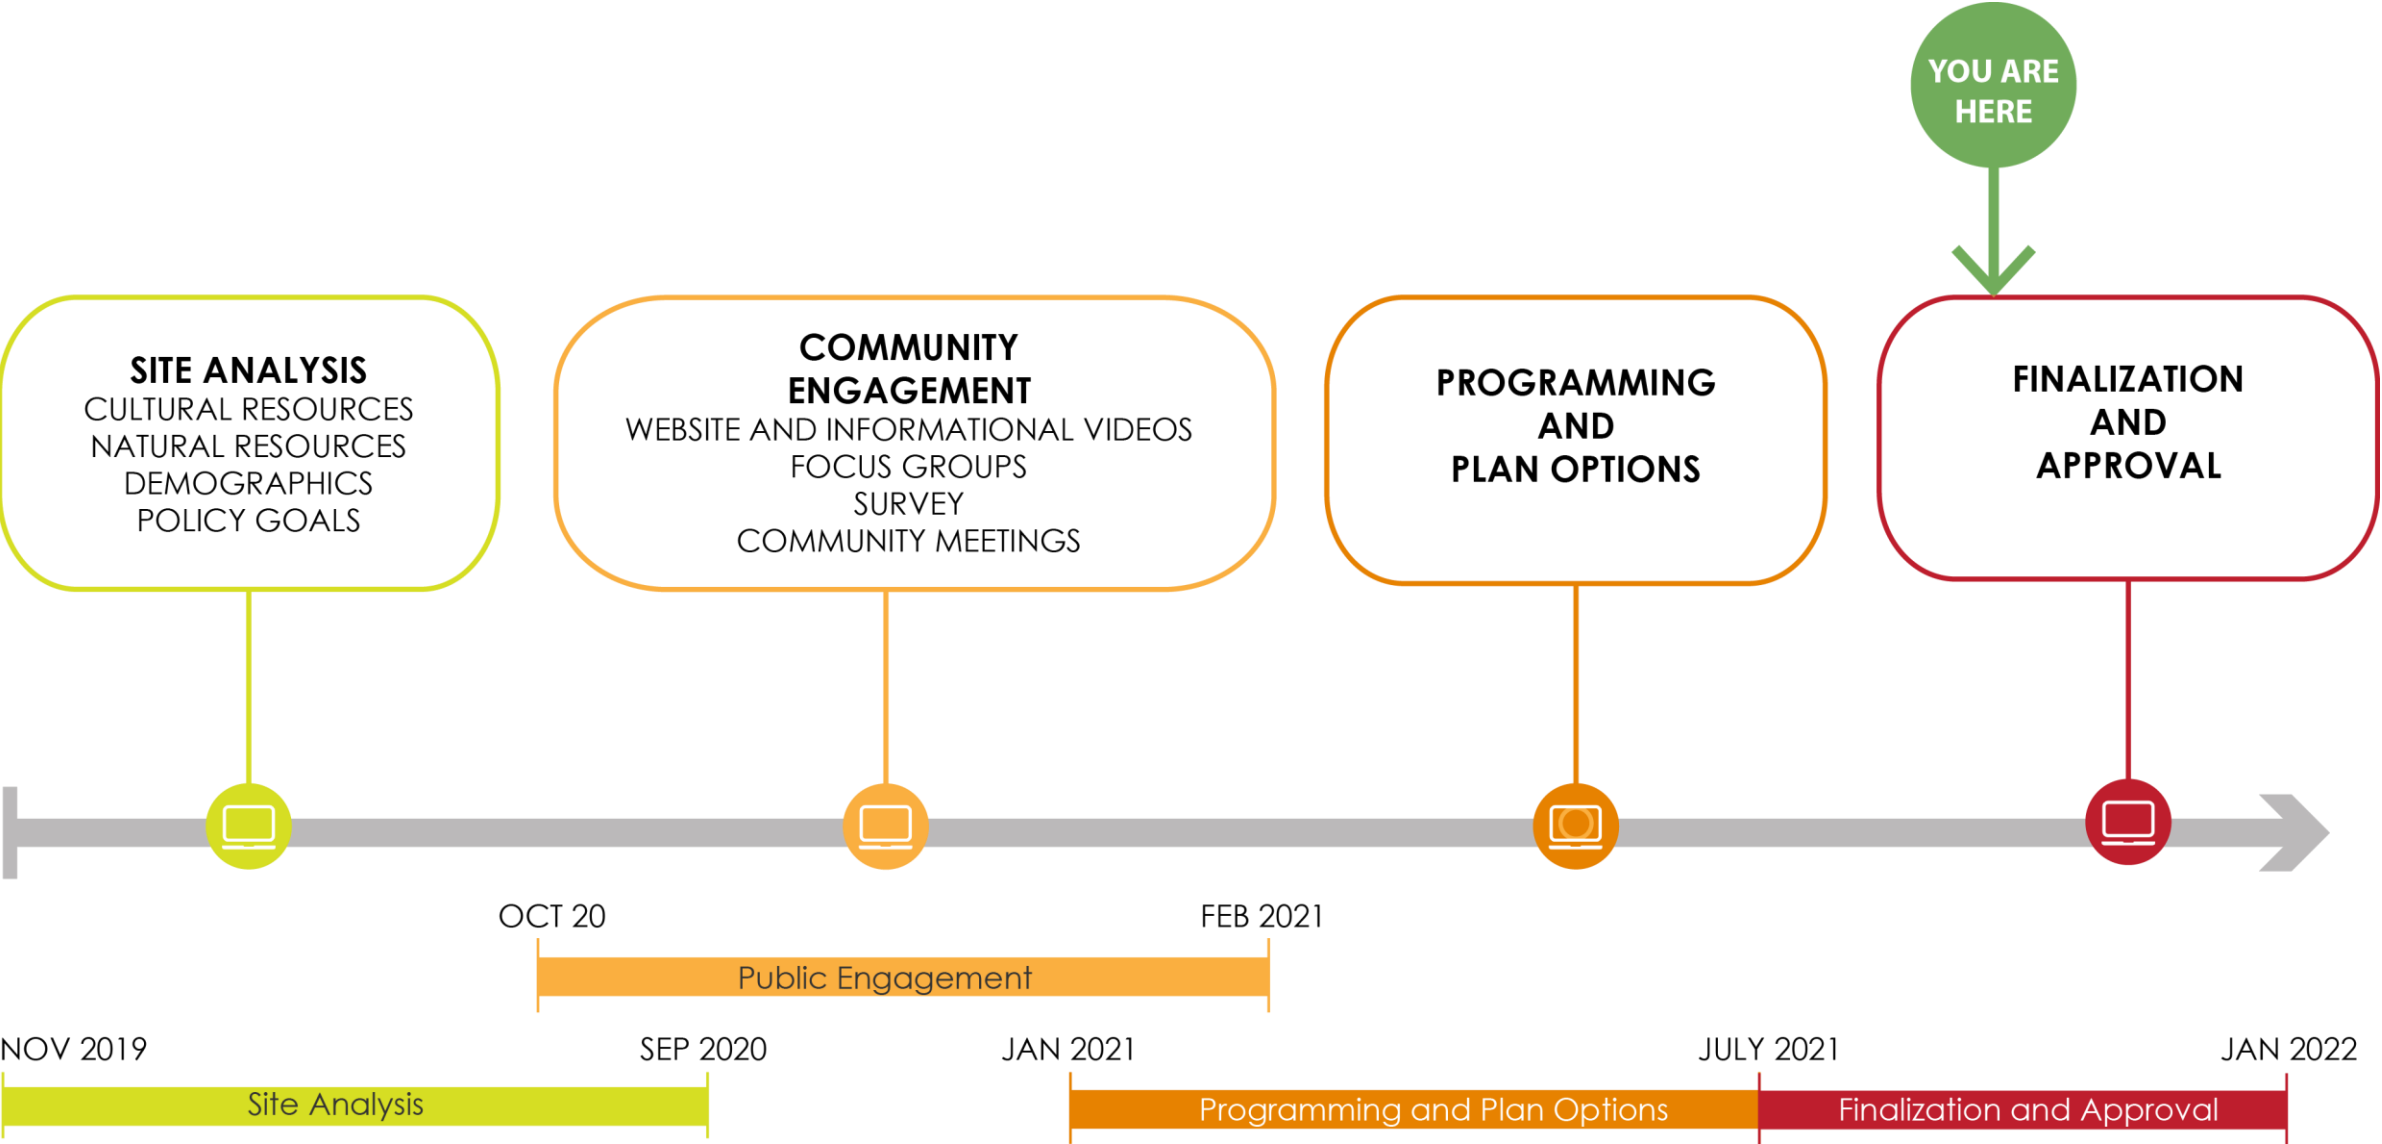 YOU ARE
HERE
SITE ANALYSIS
CULTURAL RESOURCES
NATURAL RESOURCES
DEMOGRAPHICS
POLICY GOALS
COMMUNITY
ENGAGEMENT
WEBSITE AND INFORMATIONAL VIDEOS
FOCUS GROUPS
SURVEY
COMMUNITY MEETINGS
PROGRAMMING
AND
PLAN OPTIONS
FINALIZATION
AND
APPROVAL
OCT 20
FEB 2021
Public Engagement
NOV 2019
SEP 2020
JAN 2021
JULY 2021
JAN 2022
Site Analysis
Programming and Plan Options
Finalization and Approval